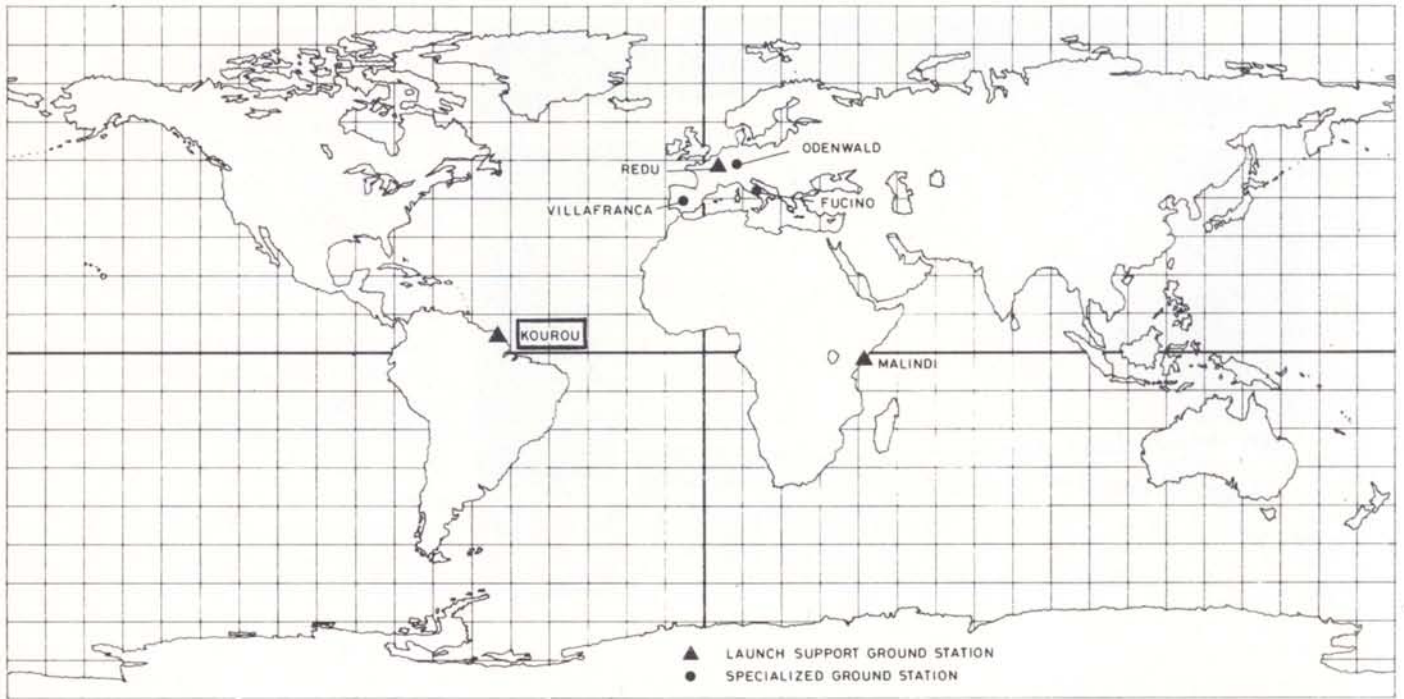 ODENWALD
REDU
VILLAFRANCA
FUCINO
KOUROU
MALINDI
LAUNCH SUPPORT GROUND STATION
SPECIALIZED GROUND STATION